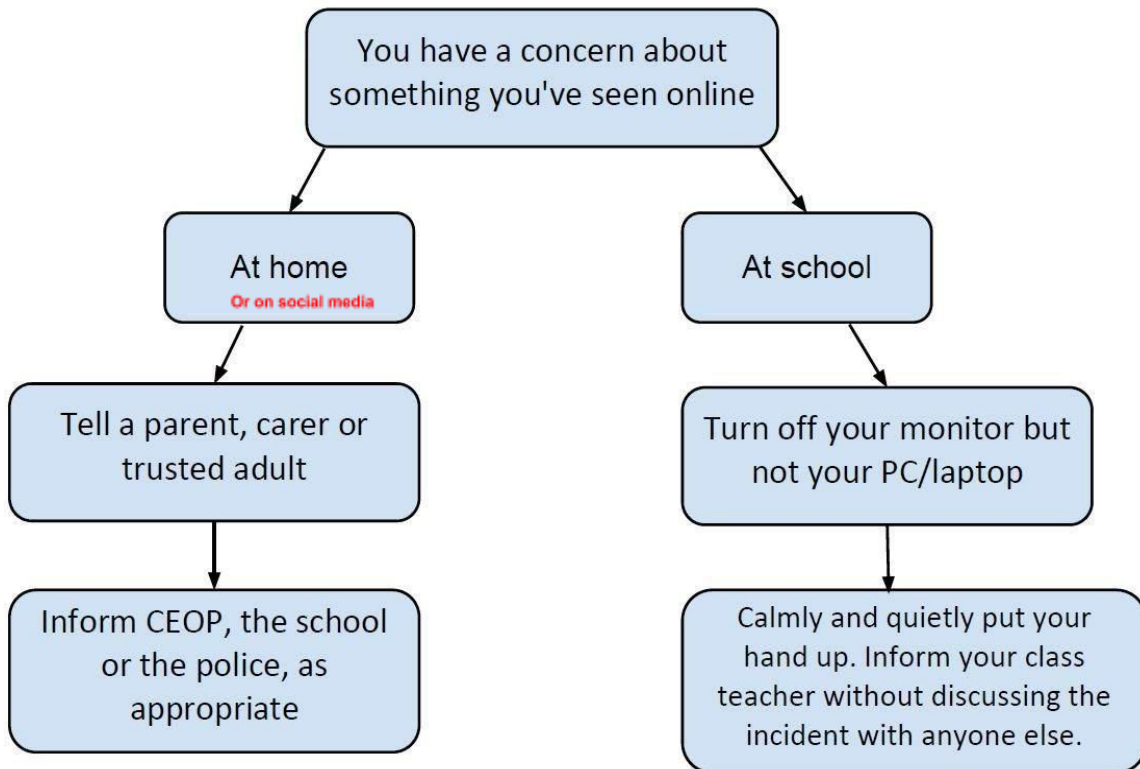 You have a concern about
something you've seen online
At home
Or on social media
At school
Tell a parent, carer or
trusted adult
Turn off your monitor but
not your PC/laptop
Inform CEOP, the school
or the police, as
appropriate
Calmly and quietly put your
hand up. Inform your class
teacher without discussing the
incident with anyone else.